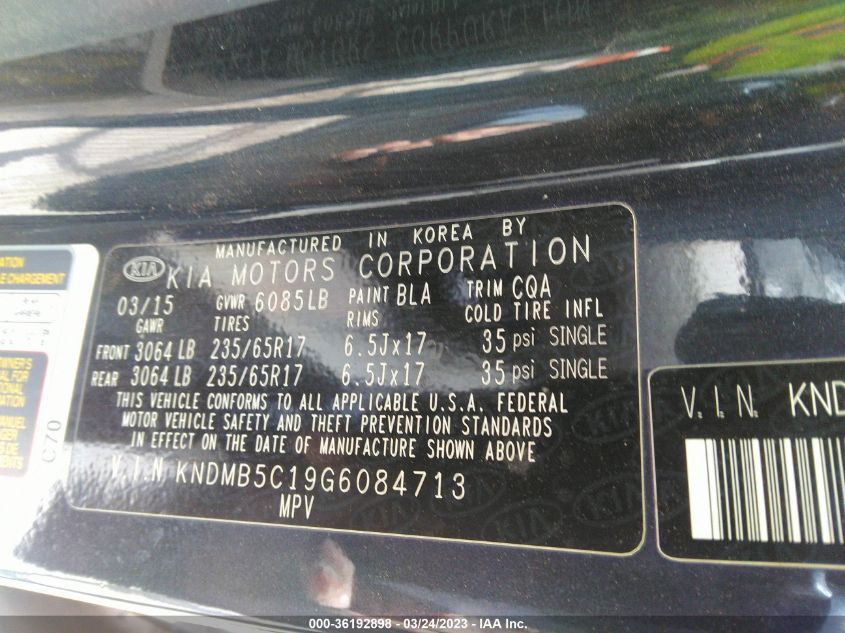 MANUFACTURED IN KOREA BY
KIA KIA MOTORS CORPORATION
03/15 GVWR 6085LB PAINT BLA TRIM CQA
GAWR TIRES RIMS COLD TIRE INFL
FRONT 3064 LB 235/65R17 6.5Jx17 35 psi SINGLE
REAR 3064 LB 235/65R17 6.5Jx17 35 psi SINGLE
THIS VEHICLE CONFORMS TO ALL APPLICABLE U.S.A. FEDERAL
MOTOR VEHICLE SAFETY AND THEFT PREVENTION STANDARDS
IN EFFECT ON THE DATE OF MANUFACTURE SHOWN ABOVE
V.I.N KNDMB5C19G6084713
MPV
C70
V.I.N. KND
000-36192898 - 03/24/2023 - IAA Inc.